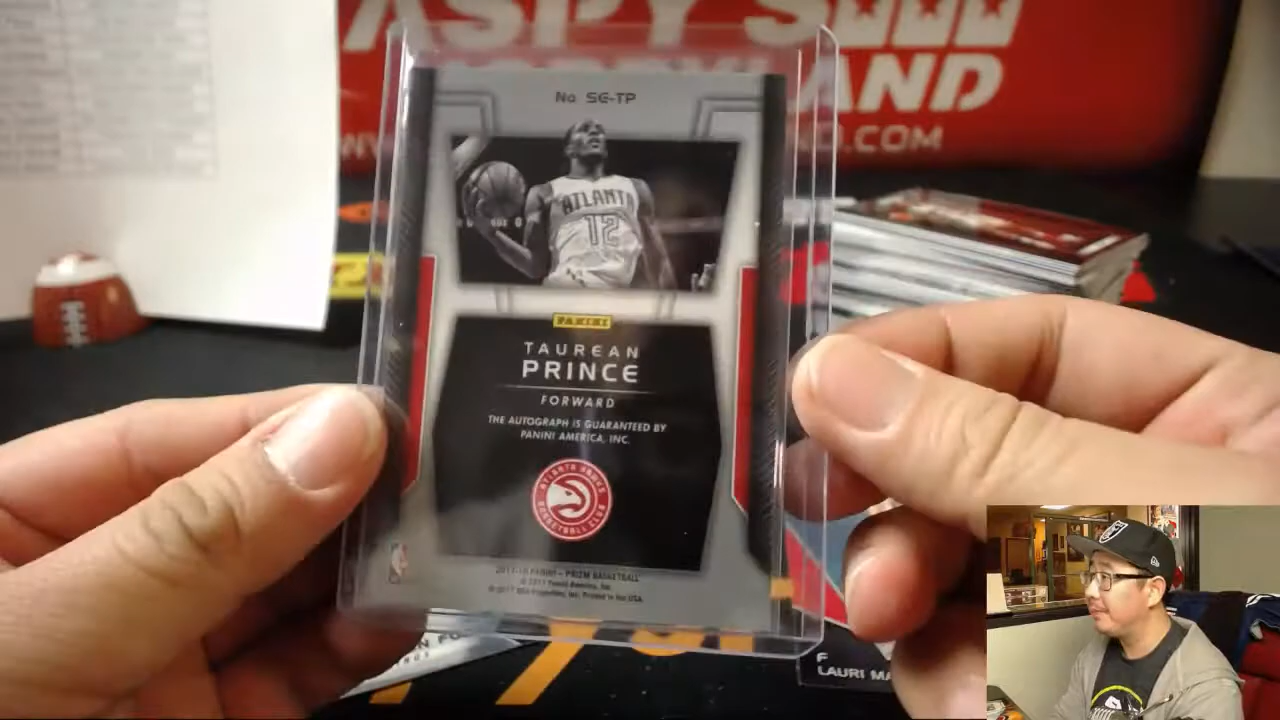 ASPY S
LAND
.COM
No SE-TP
ATLANTA
12
PANINI
TAUREAN
PRINCE
FORWARD
THE AUTOGRAPH IS GUARANTEED BY
PANINI AMERICA, INC.
ATLANTA HAWKS
BASKETBALL CLUB
2017-18 PANINI – PRIZM BASKETBALL
© 2017 Panini America, Inc.
© 2017 NBA Properties, Inc. Printed in the USA.
LAURI MA